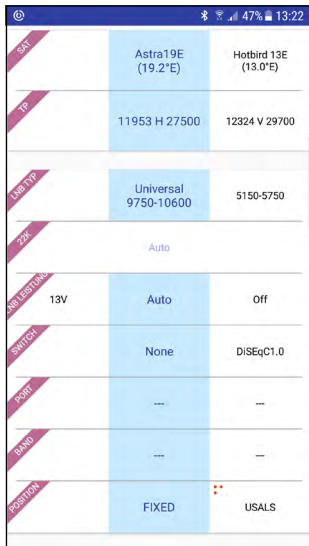 47% 13:22
SAT
Astra19E
(19.2°E)
Hotbird 13E
(13.0°E)
TP
11953 H 27500
12324 V 29700
LNB TYP
Universal
9750-10600
5150-5750
22K
Auto
LNB LEISTUNG
13V
Auto
Off
SWITCH
None
DiSEqC1.0
PORT
---
---
BAND
---
---
POSITION
FIXED
USALS